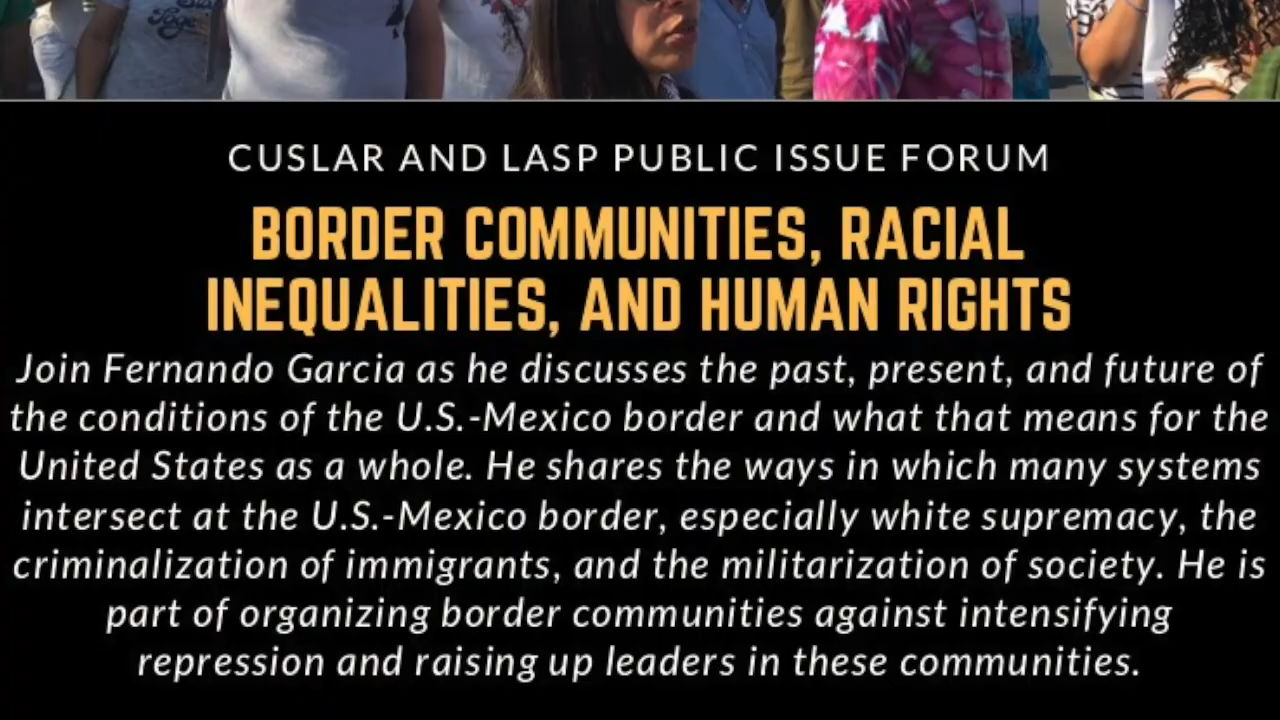 CUSLAR AND LASP PUBLIC ISSUE FORUM
BORDER COMMUNITIES, RACIAL
INEQUALITIES, AND HUMAN RIGHTS
Join Fernando Garcia as he discusses the past, present, and future of
the conditions of the U.S.-Mexico border and what that means for the
United States as a whole. He shares the ways in which many systems
intersect at the U.S.-Mexico border, especially white supremacy, the
criminalization of immigrants, and the militarization of society. He is
part of organizing border communities against intensifying
repression and raising up leaders in these communities.